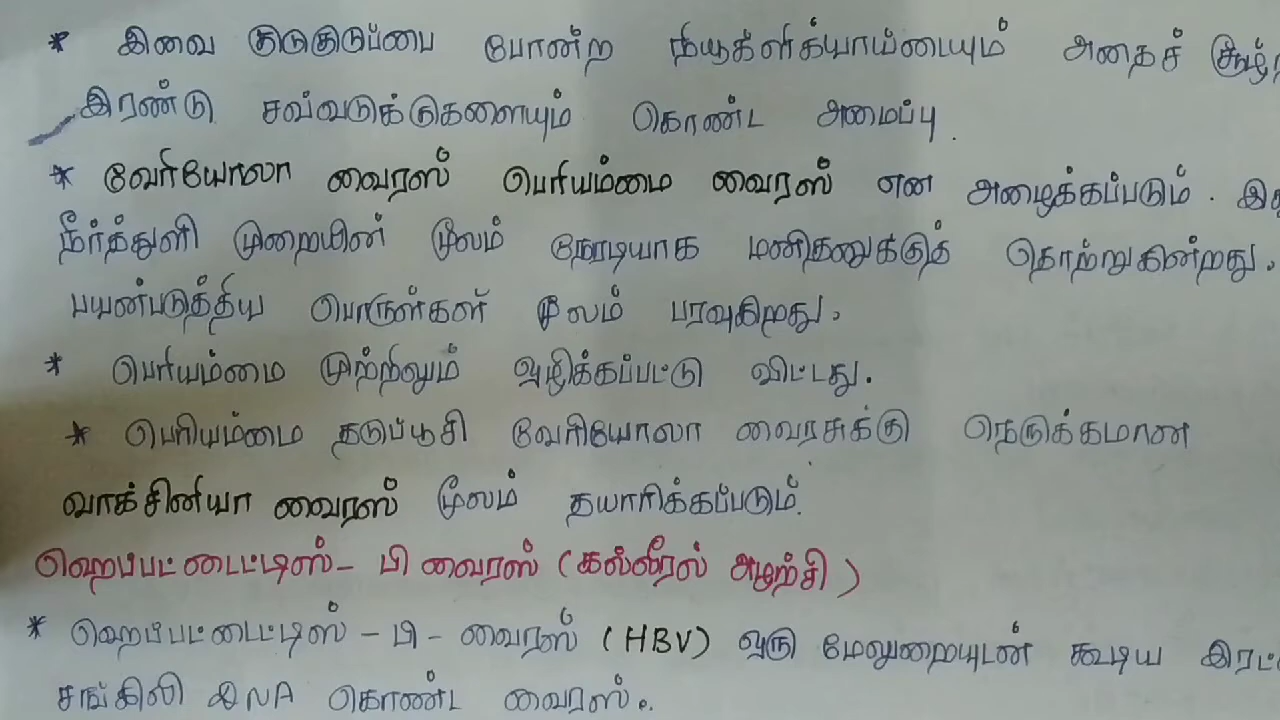 * இவை குடுகுடுப்பை போன்ற நியூக்ளிக்யாய்டையும் அதைச்
இரண்டு சவ்வடுக்குகளையும் கொண்ட அமைப்பு.
* வேரியோலா வைரஸ் பெரியம்மை வைரஸ் என அழைக்கப்படும்.
நீர்த்துளி முறையின் மூலம் நேரடியாக மனிதனுக்குத் தொற்றுகின்றது.
பயன்படுத்திய பொருள்கள் மூலம் பரவுகிறது.
* பெரியம்மை முற்றிலும் ஒழிக்கப்பட்டு விட்டது.
* பெரியம்மை தடுப்பூசி வேரியோலா வைரசுக்கு நெருக்கமான
வாக்சினியா வைரஸ் மூலம் தயாரிக்கப்படும்.
ஹெப்பட்டைட்டிஸ் - பி வைரஸ் (கல்லீரல் அழற்சி)
* ஹெப்பட்டைட்டிஸ் - பி - வைரஸ் (HBV) ஒரு மேலுறையுடன் கூடிய
சங்கிலி DNA கொண்ட வைரஸ்.